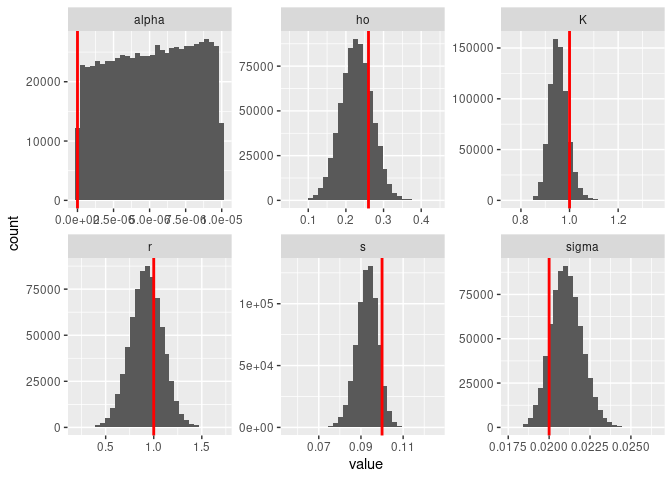 alpha
ho
K
20000
10000
0
0.0e+00
2.5e-06
5.0e-06
7.5e-06
1.0e-05
75000
50000
25000
0
0.1
0.2
0.3
0.4
150000
100000
50000
0
0.8
1.0
1.2
r
s
sigma
75000
50000
25000
0
0.5
1.0
1.5
1e+05
5e+04
0e+00
0.07
0.09
0.11
75000
50000
25000
0
0.0175
0.0200
0.0225
0.0250
count
value